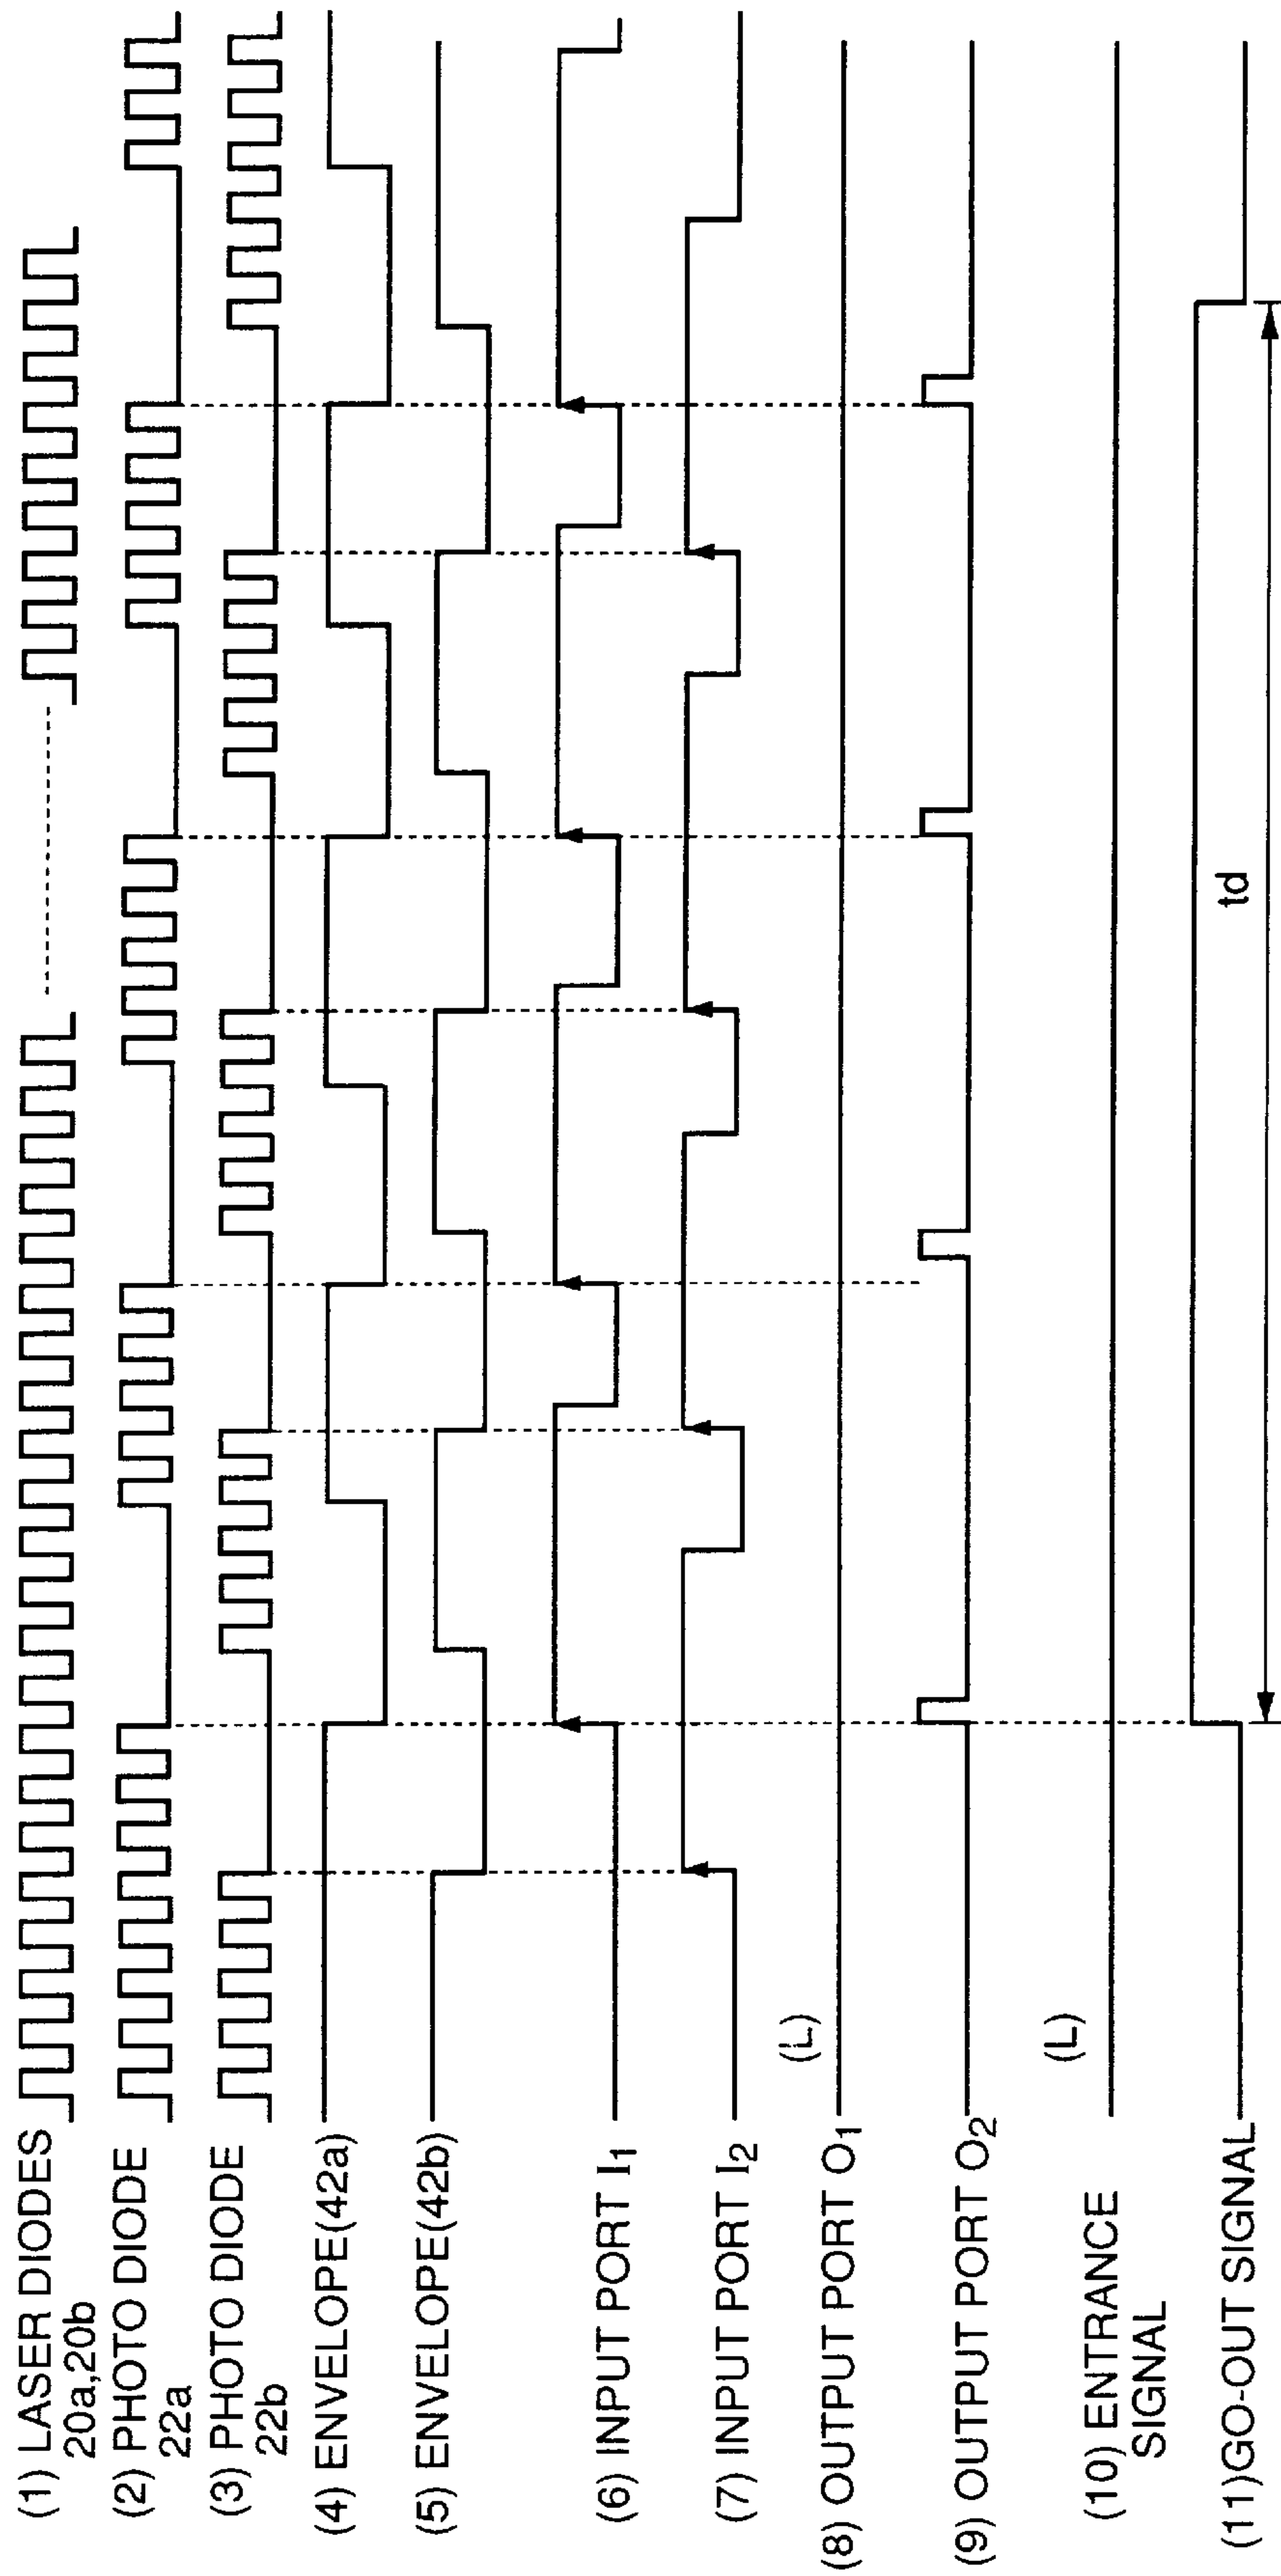 (1) LASER DIODES
20a,20b
(2) PHOTO DIODE
22a
(3) PHOTO DIODE
22b
(4) ENVELOPE(42a)
(5) ENVELOPE(42b)
(6) INPUT PORT I1
(7) INPUT PORT I2
(8) OUTPUT PORT O1
(L)
(9) OUTPUT PORT O2
(10) ENTRANCE
SIGNAL
(L)
(11)GO-OUT SIGNAL
td